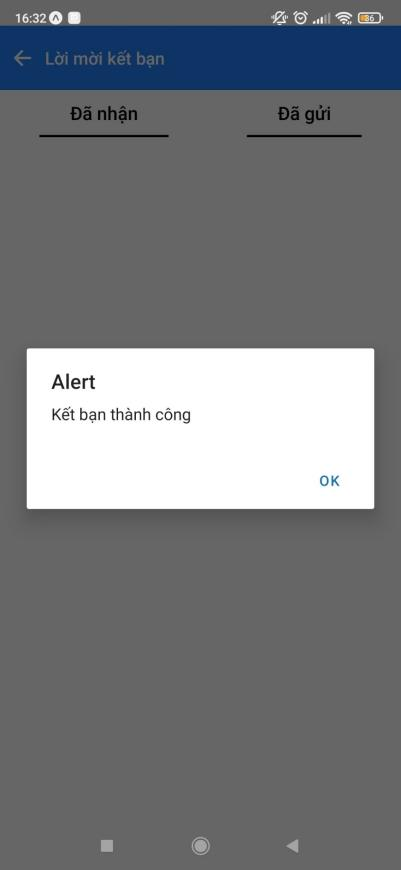 16:32
86
Lời mời kết bạn
Đã nhận
Đã gửi
Alert
Kết bạn thành công
OK